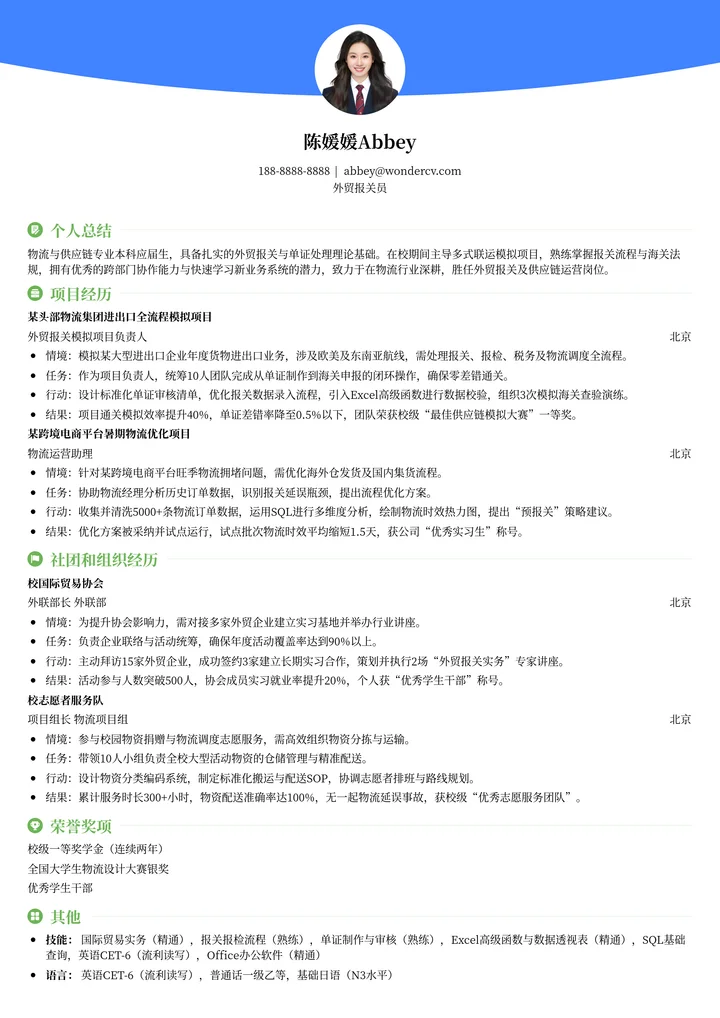 陈媛媛Abbey
188-8888-8888 | abbey@wondercv.com
外贸报关员
个人总结
物流与供应链专业本科应届生，具备扎实的外贸报关与单证处理理论基础。在校期间主导多式联运模拟项目，熟练掌握报关流程与海关法
规，拥有优秀的跨部门协作能力与快速学习新业务系统的潜力，致力于在物流行业深耕，胜任外贸报关及供应链运营岗位。
项目经历
某头部物流集团进出口全流程模拟项目
外贸报关模拟项目负责人 北京
• 情境：模拟某大型进出口企业年度货物进出口业务，涉及欧美及东南亚航线，需处理报关、报检、税务及物流调度全流程。
• 任务：作为项目负责人，统筹10人团队完成从单证制作到海关申报的闭环操作，确保零差错通关。
• 行动：设计标准化单证审核清单，优化报关数据录入流程，引入Excel高级函数进行数据校验，组织3次模拟海关查验演练。
• 结果：项目通关模拟效率提升40%，单证差错率降至0.5%以下，团队荣获校级“最佳供应链模拟大赛”一等奖。
某跨境电商平台暑期物流优化项目
物流运营助理 北京
• 情境：针对某跨境电商平台旺季物流拥堵问题，需优化海外仓发货及国内集货流程。
• 任务：协助物流经理分析历史订单数据，识别报关延误瓶颈，提出流程优化方案。
• 行动：收集并清洗5000+条物流订单数据，运用SQL进行多维度分析，绘制物流时效热力图，提出“预报关”策略建议。
• 结果：优化方案被采纳并试点运行，试点批次物流时效平均缩短1.5天，获公司“优秀实习生”称号。
社团和组织经历
校国际贸易协会
外联部长 外联部 北京
• 情境：为提升协会影响力，需对接多家外贸企业建立实习基地并举办行业讲座。
• 任务：负责企业联络与活动统筹，确保年度活动覆盖率达到90%以上。
• 行动：主动拜访15家外贸企业，成功签约3家建立长期实习合作，策划并执行2场“外贸报关实务”专家讲座。
• 结果：活动参与人数突破500人，协会成员实习就业率提升20%，个人获“优秀学生干部”称号。
校志愿者服务队
项目组长 物流项目组 北京
• 情境：参与校园物资捐赠与物流调度志愿服务，需高效组织物资分拣与运输。
• 任务：带领10人小组负责全校大型活动物资的仓储管理与精准配送。
• 行动：设计物资分类编码系统，制定标准化搬运与配送SOP，协调志愿者排班与路线规划。
• 结果：累计服务时长300+小时，物资配送准确率达100%，无一起物流延误事故，获校级“优秀志愿服务团队”。
荣誉奖项
校级一等奖学金（连续两年）
全国大学生物流设计大赛银奖
优秀学生干部
其他
• 技能： 国际贸易实务（精通），报关报检流程（熟练），单证制作与审核（熟练），Excel高级函数与数据透视表（精通），SQL基础
查询，英语CET-6（流利读写）, Office办公软件（精通）
• 语言： 英语CET-6（流利读写），普通话一级乙等，基础日语（N3水平）